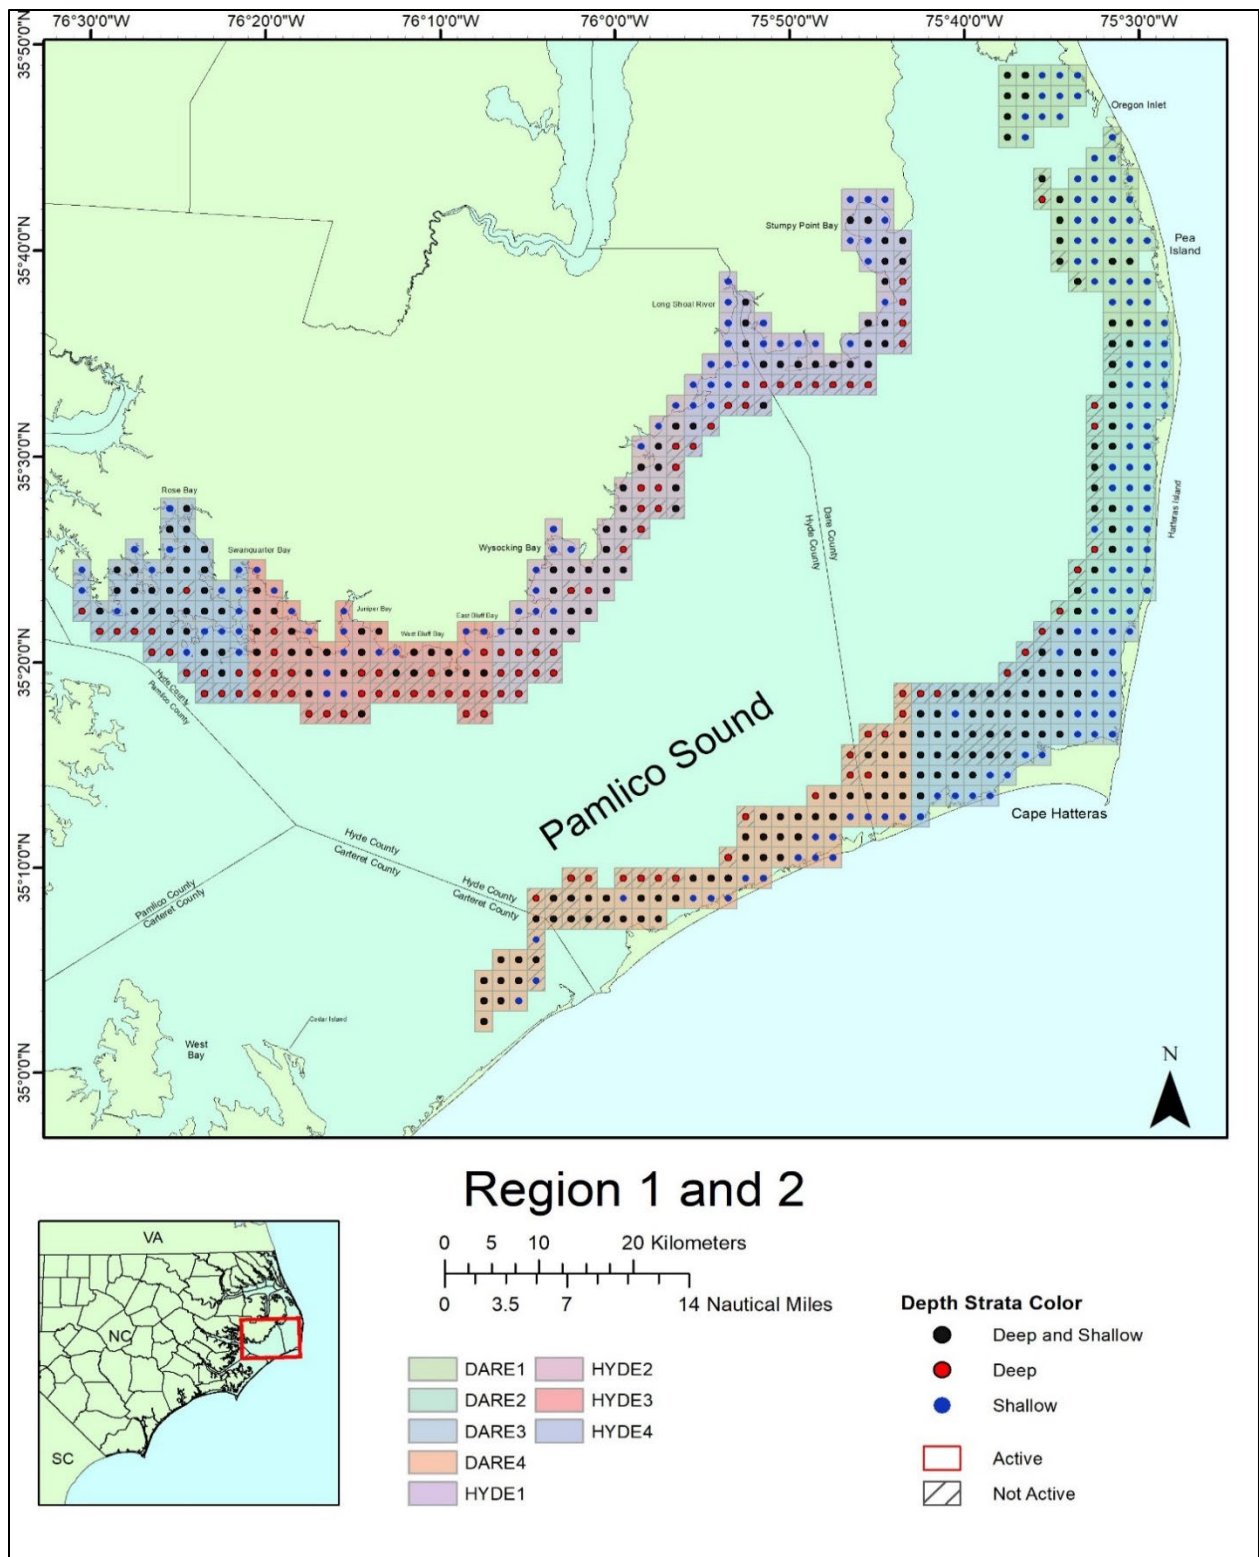 76°30'0"W 76°20'0"W 76°10'0"W 76°0'0"W 75°50'0"W 75°40'0"W 75°30'0"W
35°50'0"N
Oregon Inlet
Stumpy Point Bay
35°40'0"N
Pea
Island
Long Shoal River
35°30'0"N
Rose Bay
Dare County
Hyde County
Hatteras Island
Swanquarter Bay
Wysocking Bay
Juniper Bay
East Bluff Bay
West Bluff Bay
35°20'0"N
Hyde County
Pamlico County
Pamlico Sound
Cape Hatteras
Hyde County
Carteret County
35°10'0"N
Hyde County
Carteret County
Pamlico County
Carteret County
Cedar Island
West
Bay
35°0'0"N
N
Region 1 and 2
VA
NC
SC
0 5 10 20 Kilometers
0 3.5 7 14 Nautical Miles
DARE1
DARE2
DARE3
DARE4
HYDE1
HYDE2
HYDE3
HYDE4
Depth Strata Color
Deep and Shallow
Deep
Shallow
Active
Not Active